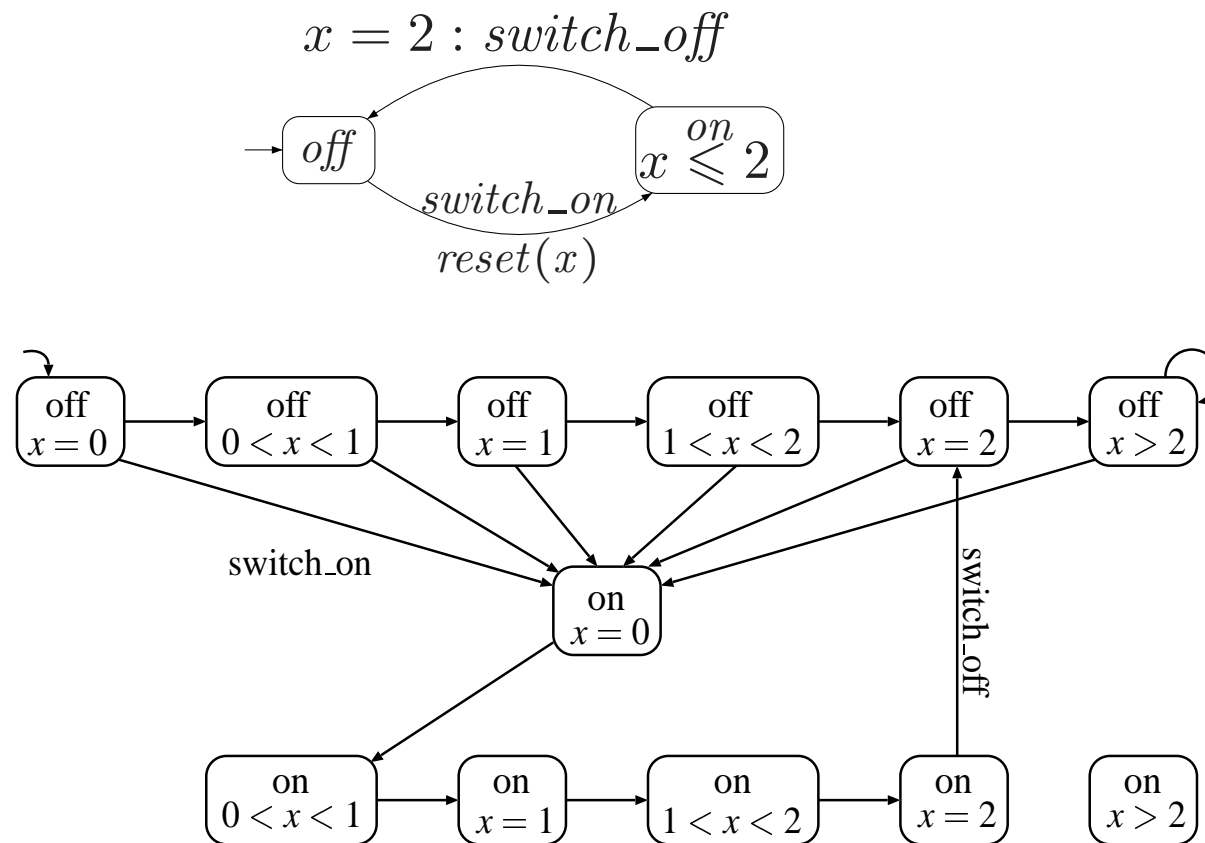 x = 2 : switch_off
off
on
x ⩽ 2
switch_on
reset(x)
off off off off off off
x = 0 0 < x < 1 x = 1 1 < x < 2 x = 2 x > 2
switch_on
on
x = 0
switch_off
on on on on on
0 < x < 1 x = 1 1 < x < 2 x = 2 x > 2